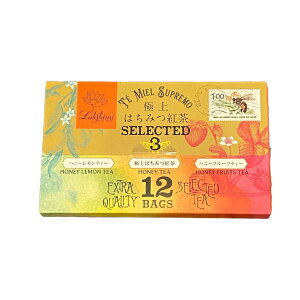 Lakshimi
TÉ MIEL SUPREMO
極上
はちみつ紅茶
SELECTED
3
100
ハニーレモンティー
HONEY LEMON TEA
極上はちみつ紅茶
HONEY TEA
ハニーフルーツティー
HONEY FRUITS TEA
EXTRA
QUALITY
12
BAGS
SELECTED
TEA